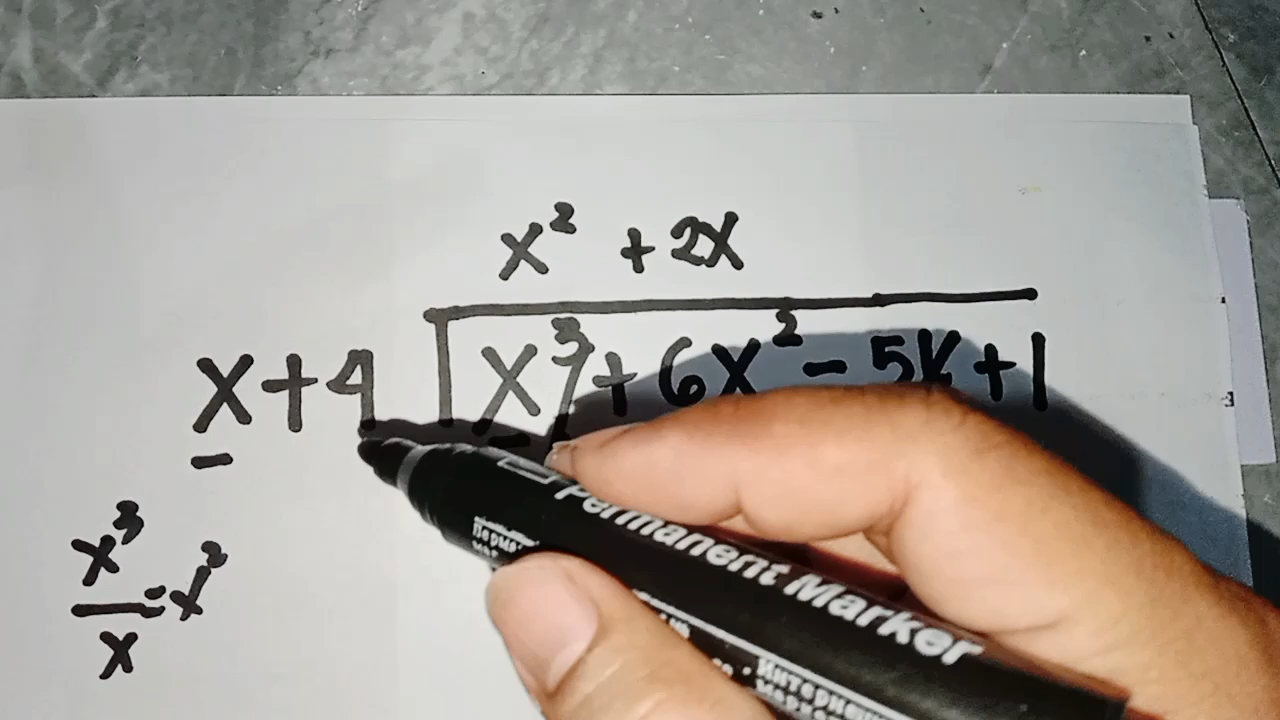 x² + 2x
x+4 x³ + 6x² - 5x+1
x³
— = x²
x
Permanent Marker